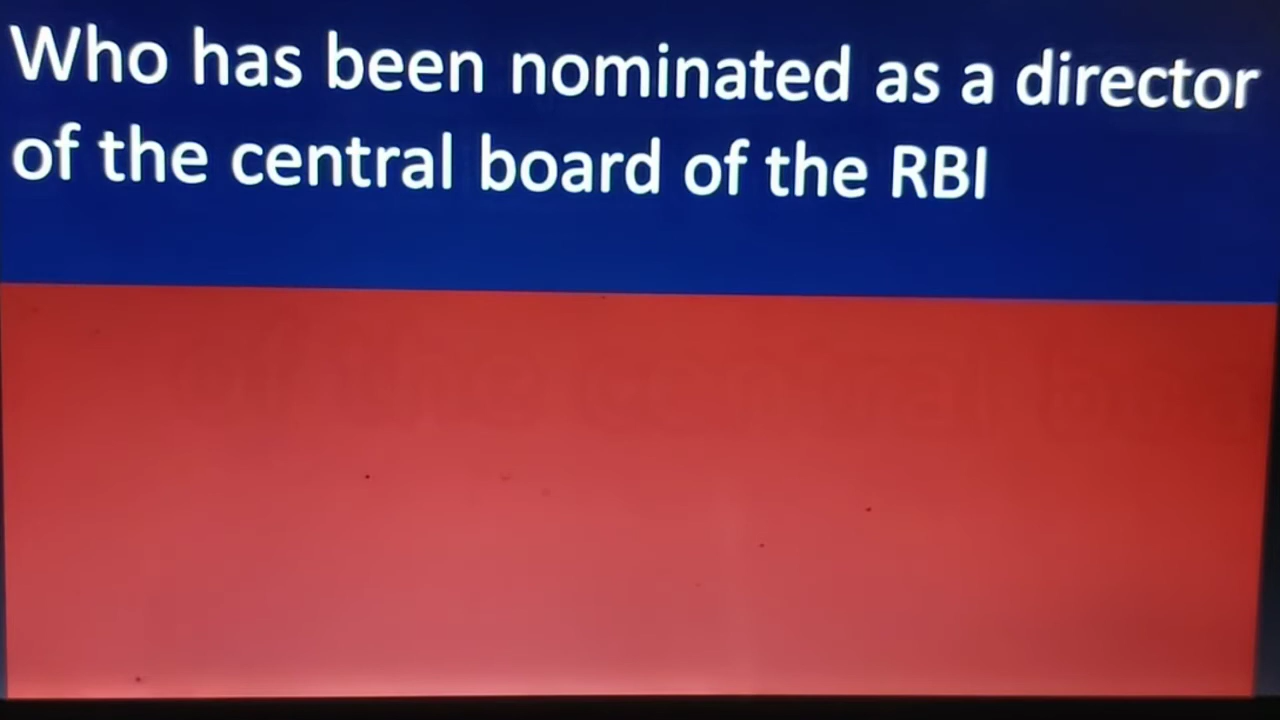 Who has been nominated as a director
of the central board of the RBI